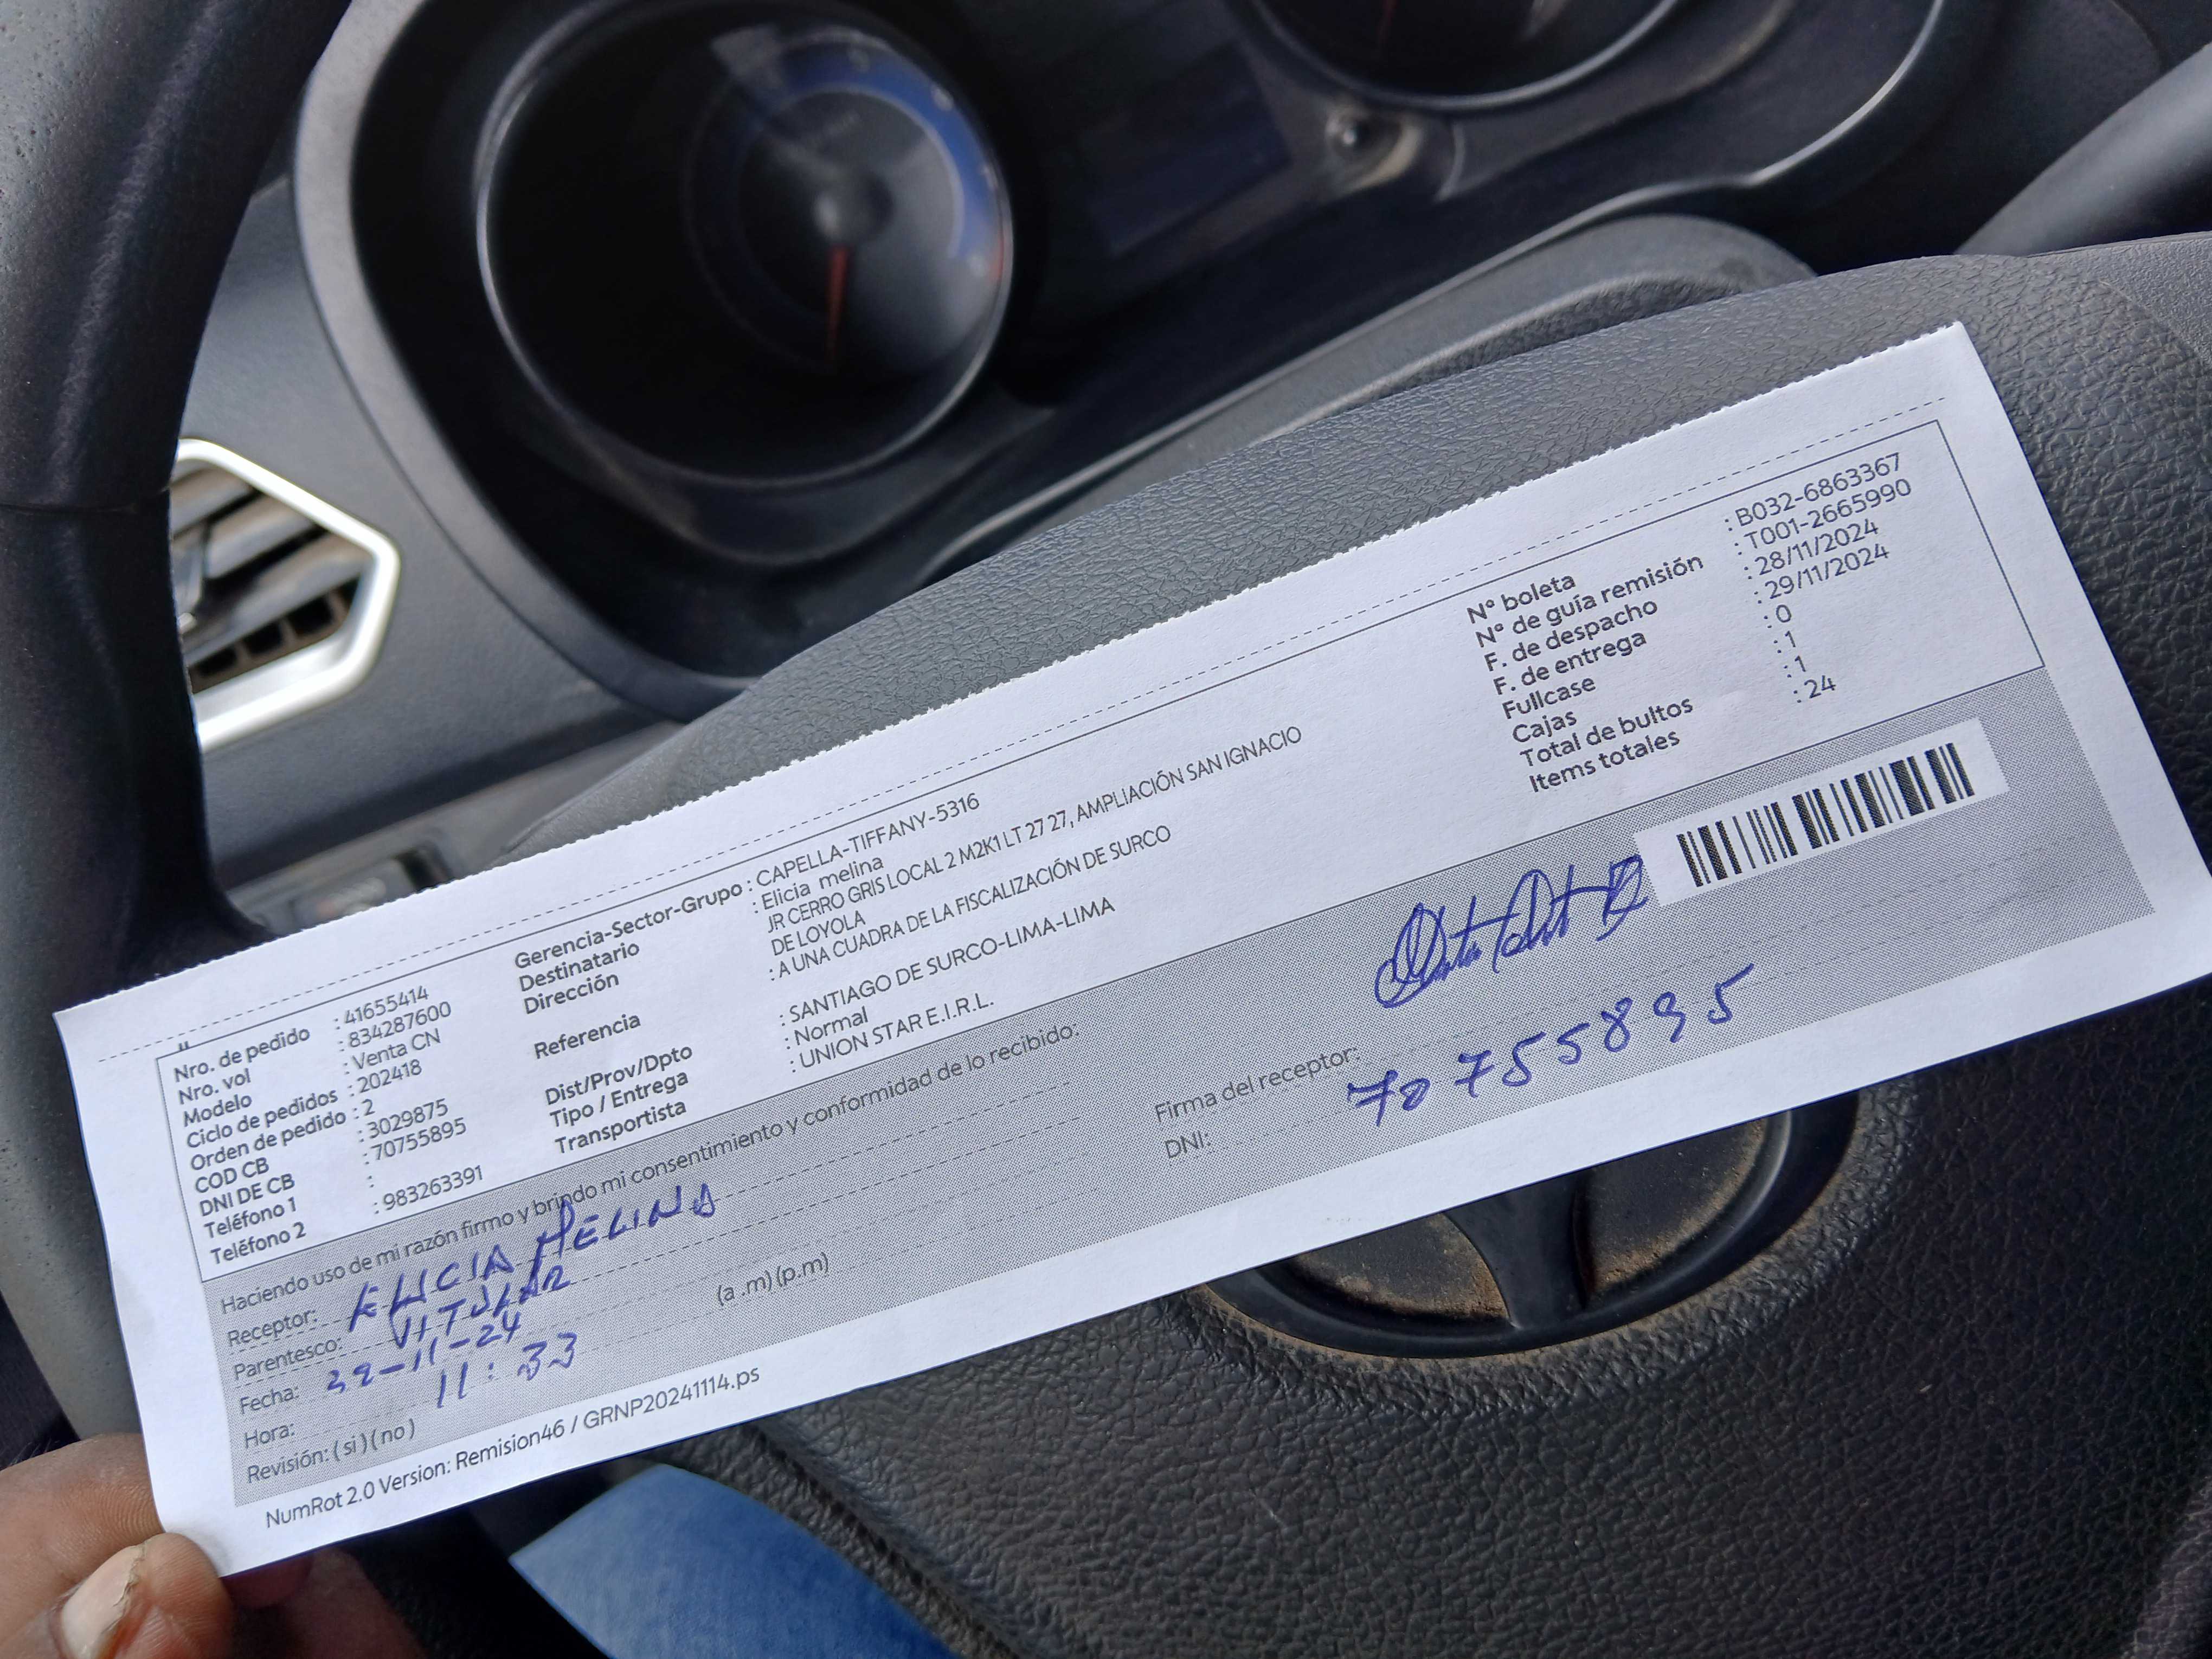 Nro. de pedido : 41655414
Nro. vol : 834287600
Modelo : Venta CN
Ciclo de pedidos : 202418
Orden de pedido : 2
COD CB : 3029875
DNI DE CB : 70755895
Teléfono 1 :
Teléfono 2 : 983263391
Gerencia-Sector-Grupo : CAPELLA-TIFFANY-5316
Destinatario : Elicia melina
Dirección JR CERRO GRIS LOCAL 2 M2K1 LT 27 27, AMPLIACIÓN SAN IGNACIO
DE LOYOLA
Referencia : A UNA CUADRA DE LA FISCALIZACIÓN DE SURCO
Dist/Prov/Dpto : SANTIAGO DE SURCO-LIMA-LIMA
Tipo / Entrega : Normal
Transportista : UNION STAR E.I.R.L.
N° boleta : B032-6863367
N° de guía remisión : T001-2665990
F. de despacho : 28/11/2024
F. de entrega : 29/11/2024
Fullcase : 0
Cajas : 1
Total de bultos : 1
Items totales : 24
Haciendo uso de mi razón firmo y brindo mi consentimiento y conformidad de lo recibido:
Receptor: ELICIA MELINA
Parentesco:
Fecha: 29-11-24
Hora: 11:33 (a .m) (p.m)
Revisión: ( si ) ( no )
Firma del receptor:
DNI: 70755895
NumRot 2.0 Version: Remision46 / GRNP20241114.ps